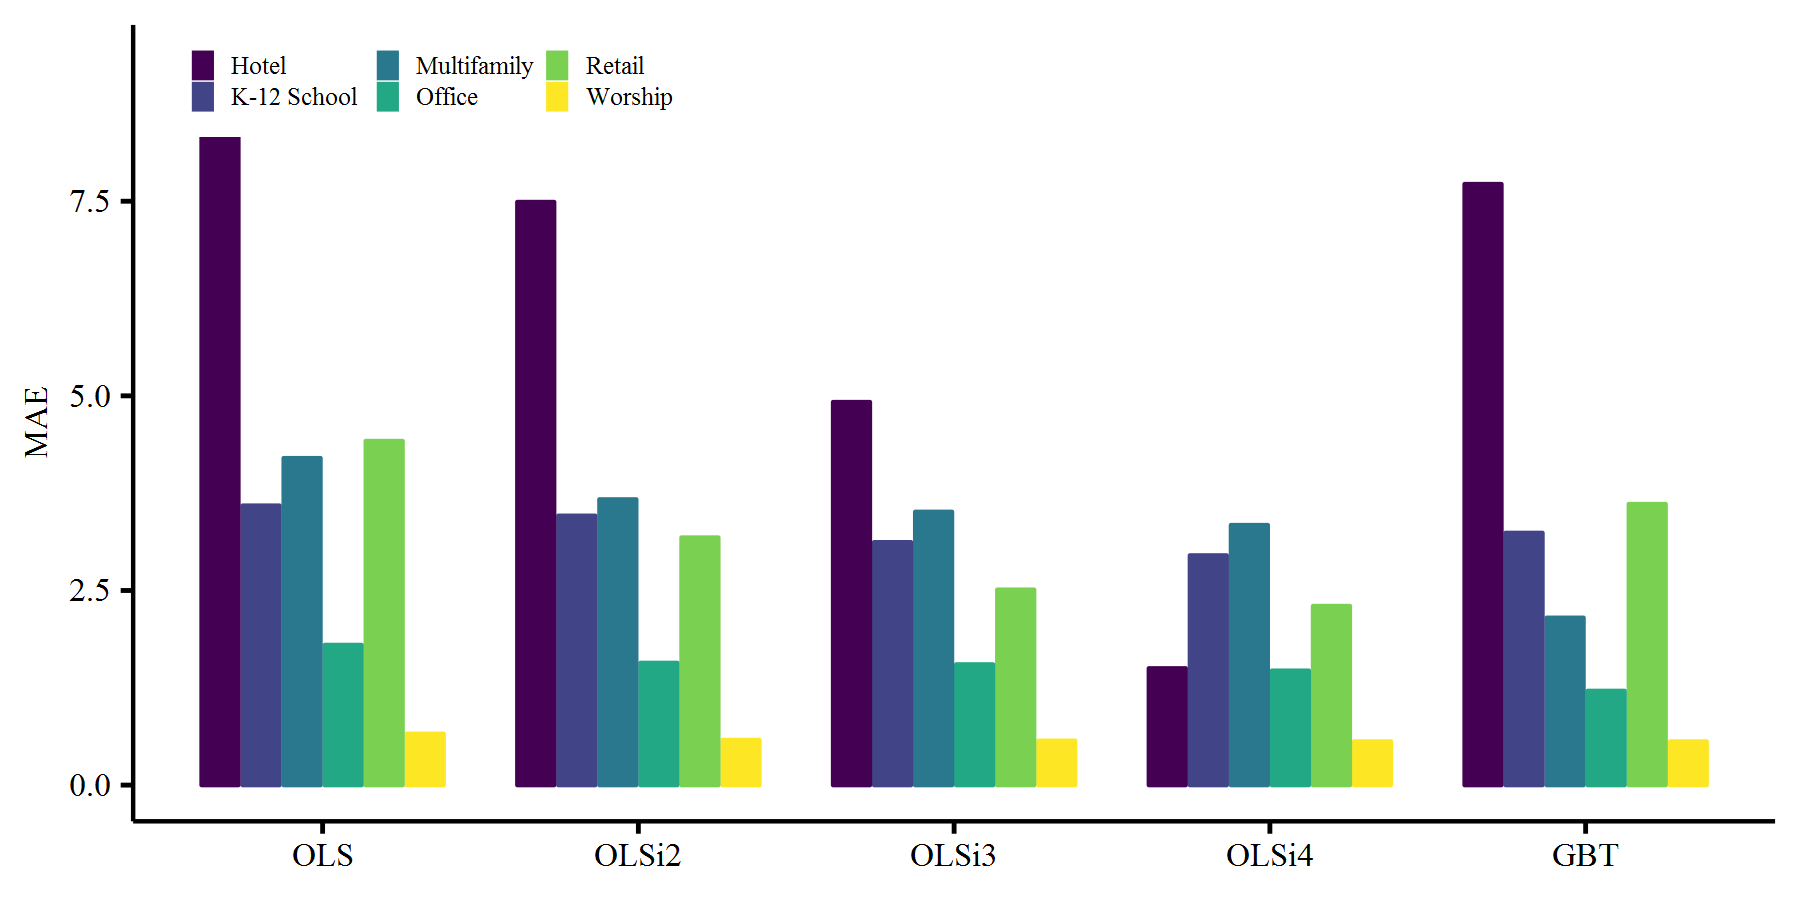 Hotel Multifamily Retail
K-12 School Office Worship
7.5
5.0
2.5
0.0
MAE
OLS OLSi2 OLSi3 OLSi4 GBT